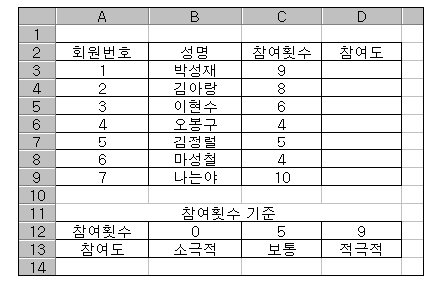 A B C D
1
2 회원번호 성명 참여횟수 참여도
3 1 박성재 9
4 2 김아랑 8
5 3 이현수 6
6 4 오봉구 4
7 5 김정렬 5
8 6 마성철 4
9 7 나는야 10
10
11 참여횟수 기준
12 참여횟수 0 5 9
13 참여도 소극적 보통 적극적
14